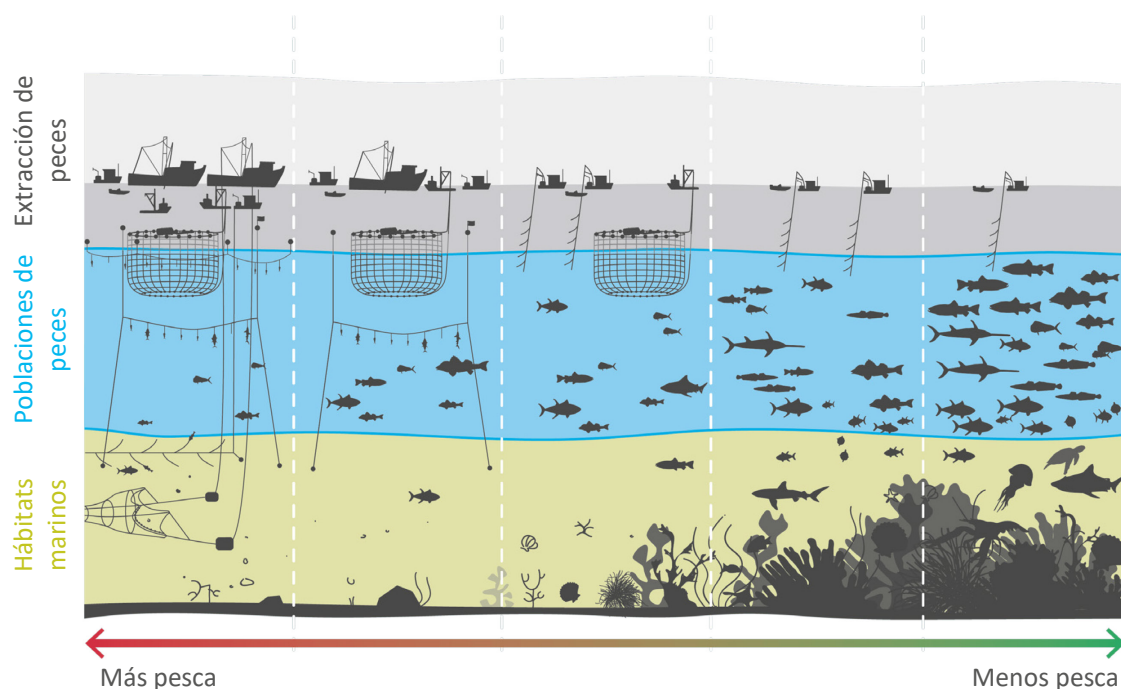 Extracción de
peces
Poblaciones de
peces
Hábitats
marinos
Más pesca
Menos pesca